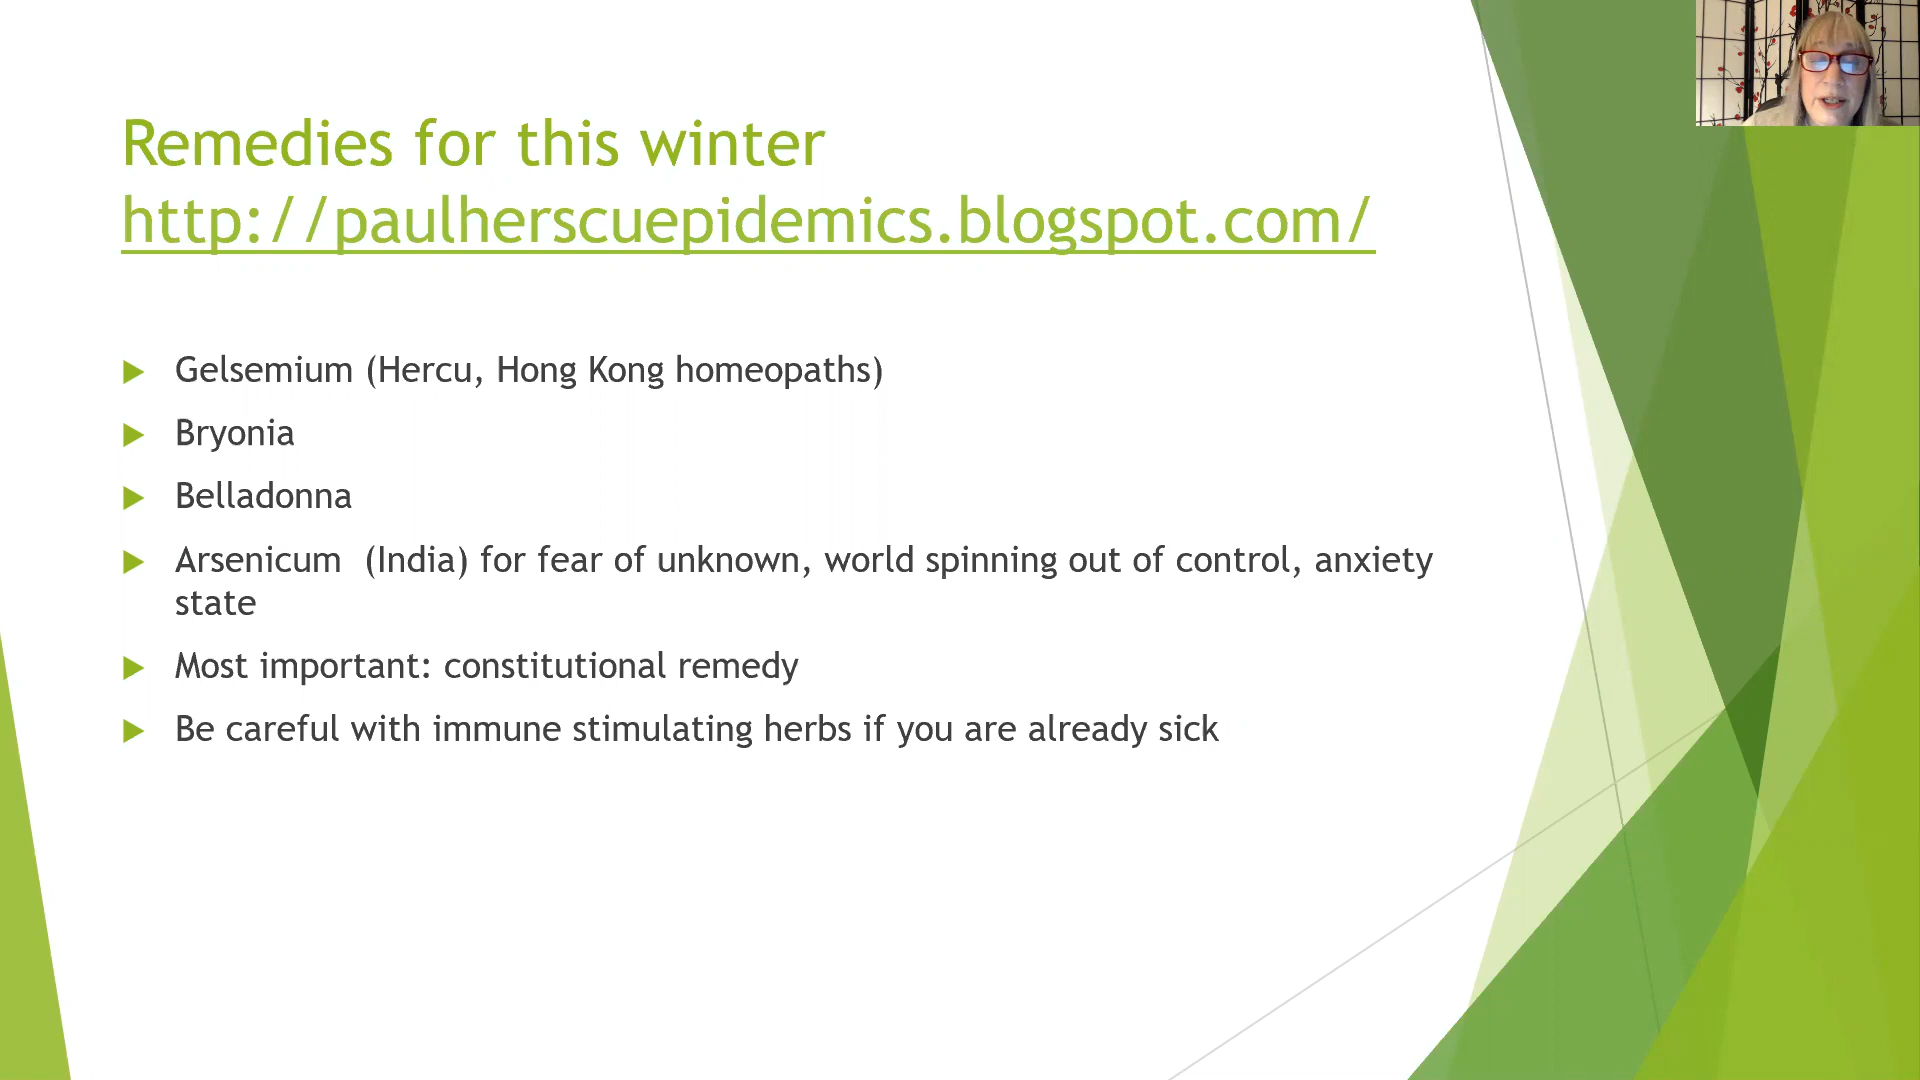 Remedies for this winter
http://paulherscuepidemics.blogspot.com/
Gelsemium (Hercu, Hong Kong homeopaths)
Bryonia
Belladonna
Arsenicum (India) for fear of unknown, world spinning out of control, anxiety
state
Most important: constitutional remedy
Be careful with immune stimulating herbs if you are already sick